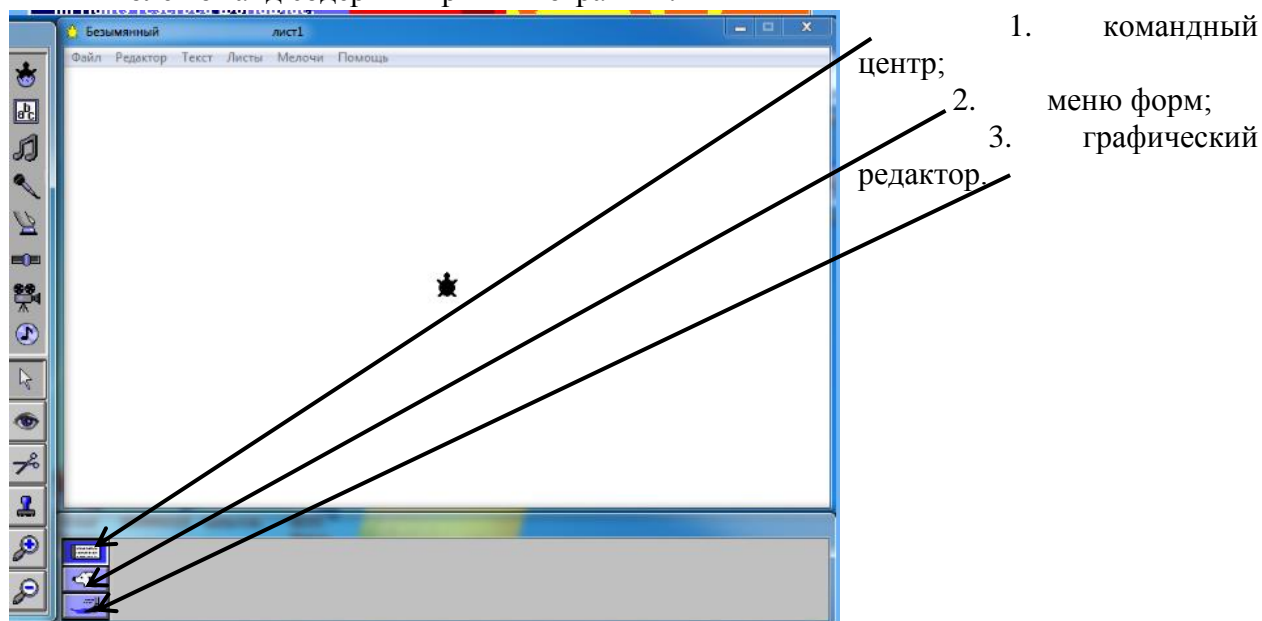 Безымянный лист1
Файл Редактор Текст Листы Мелочи Помощь
1. командный
центр;
2. меню форм;
3. графический
редактор.